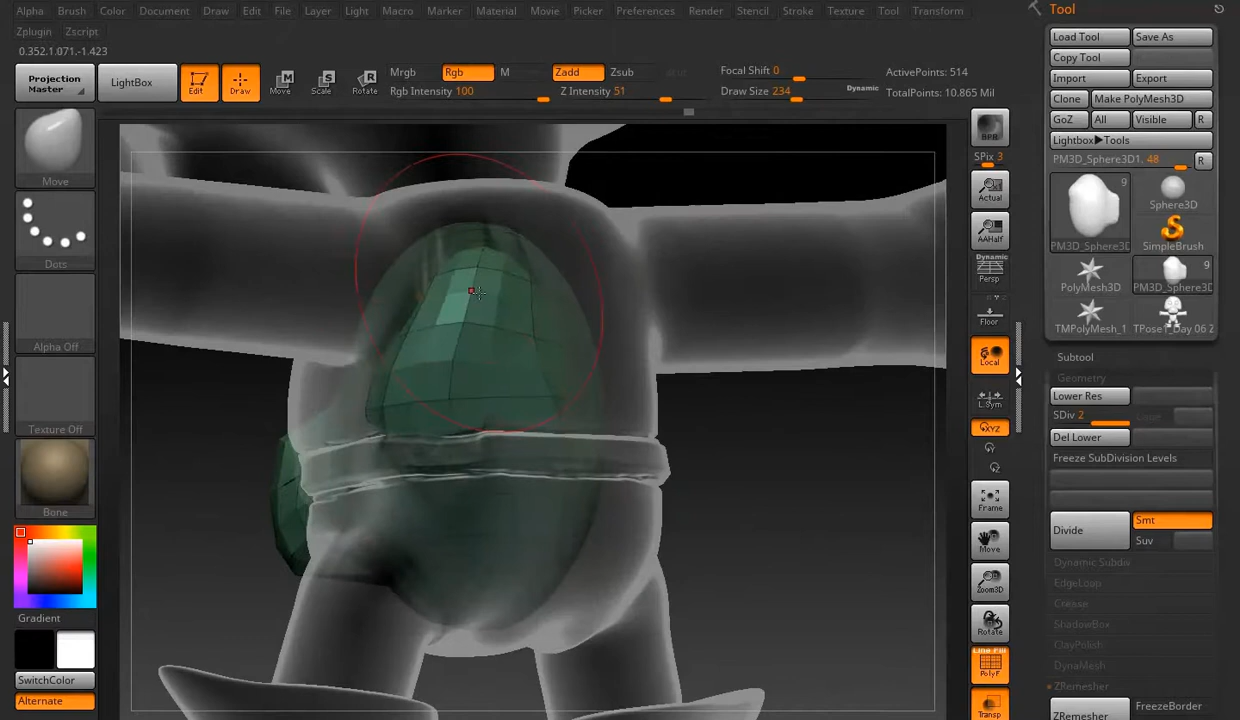 Alpha Brush Color Document Draw Edit File Layer Light Macro Marker Material Movie Picker Preferences Render Stencil Stroke Texture Tool Transform
Zplugin Zscript
0.352,1.071,-1.423
Projection Master
LightBox
Edit Draw Move Scale Rotate
Mrgb Rgb M
Rgb Intensity 100
Zadd Zsub
Z Intensity 51
Focal Shift 0
Draw Size 234
Dynamic
ActivePoints: 514
TotalPoints: 10.865 Mil
Move
Dots
Alpha Off
Texture Off
Bone
Gradient
SwitchColor
Alternate
BPR
SPix 3
Actual
AAHalf
Dynamic
Persp
Floor
Local
L.Sym
XYZ
Frame
Move
Zoom3D
Rotate
Line Fill
PolyF
Transp
Tool
Load Tool Save As
Copy Tool
Import Export
Clone Make PolyMesh3D
GoZ All Visible R
Lightbox▶Tools
PM3D_Sphere3D1. 48 R
9
PM3D_Sphere3D
Sphere3D
SimpleBrush
PolyMesh3D
9
PM3D_Sphere3D
TMPolyMesh_1
TPose1_Day 06 Z
Subtool
Geometry
Lower Res
SDiv 2
Del Lower
Freeze SubDivision Levels
Divide
Smt
Suv
Dynamic Subdiv
EdgeLoop
Crease
ShadowBox
ClayPolish
DynaMesh
ZRemesher
ZRemesher
FreezeBorder